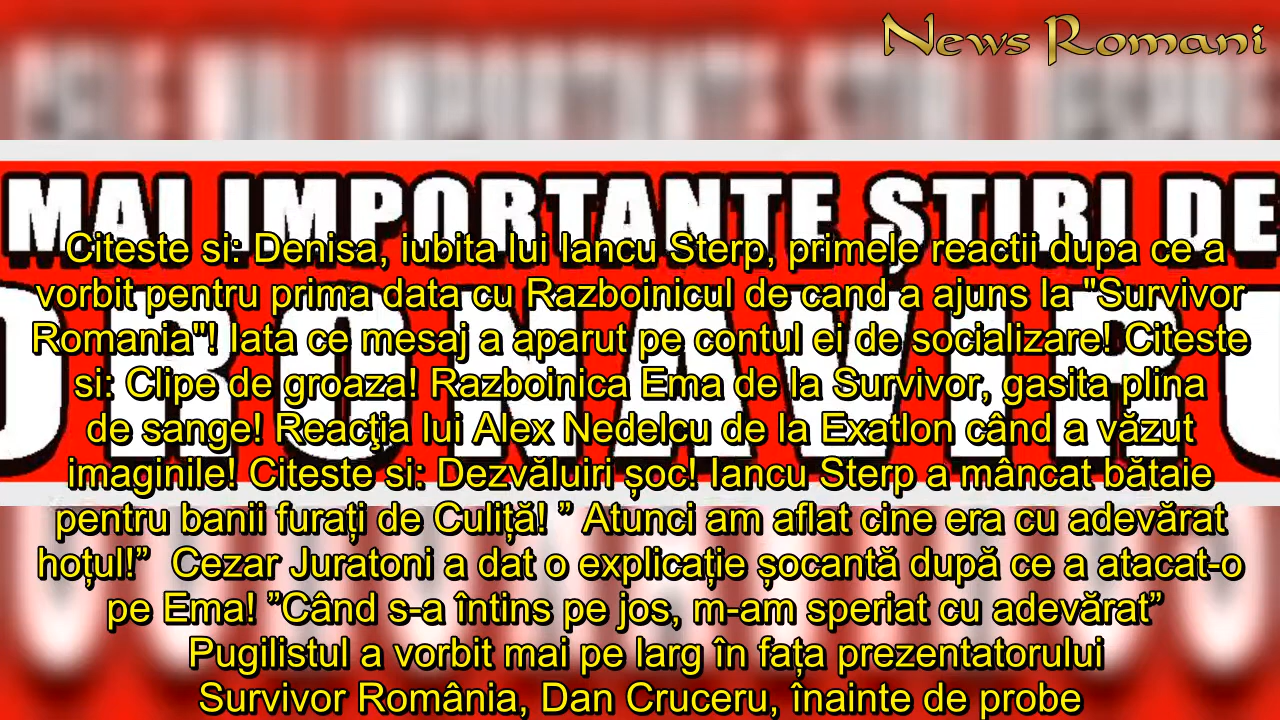 News Romani
MAI IMPORTANTE ȘTIRI DE
Citeste si: Denisa, iubita lui Iancu Sterp, primele reactii dupa ce a
vorbit pentru prima data cu Razboinicul de cand a ajuns la "Survivor
Romania"! Iata ce mesaj a aparut pe contul ei de socializare! Citeste
si: Clipe de groaza! Razboinica Ema de la Survivor, gasita plina
de sange! Reacţia lui Alex Nedelcu de la Exatlon când a văzut
imaginile! Citeste si: Dezvăluiri șoc! Iancu Sterp a mâncat bătaie
pentru banii furați de Culiță! ” Atunci am aflat cine era cu adevărat
hoțul!”  Cezar Juratoni a dat o explicație șocantă după ce a atacat-o
pe Ema! ”Când s-a întins pe jos, m-am speriat cu adevărat”
Pugilistul a vorbit mai pe larg în fața prezentatorului
Survivor România, Dan Cruceru, înainte de probe